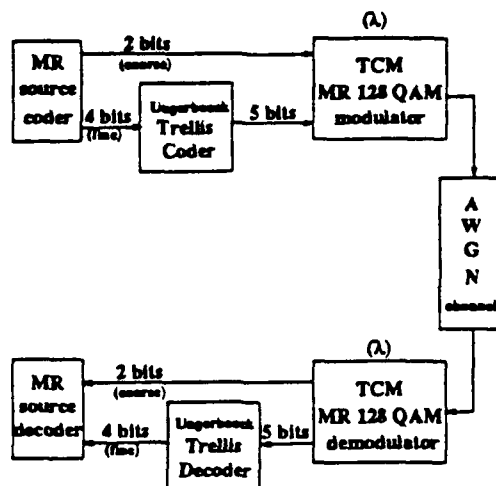 (λ)
MR
source
coder
2 bits
(coarse)
4 bits
(fine)
Ungerboeck
Trellis
Coder
5 bits
TCM
MR 128 QAM
modulator
A
W
G
N
channel
(λ)
MR
source
decoder
2 bits
(coarse)
4 bits
(fine)
Ungerboeck
Trellis
Decoder
5 bits
TCM
MR 128 QAM
demodulator